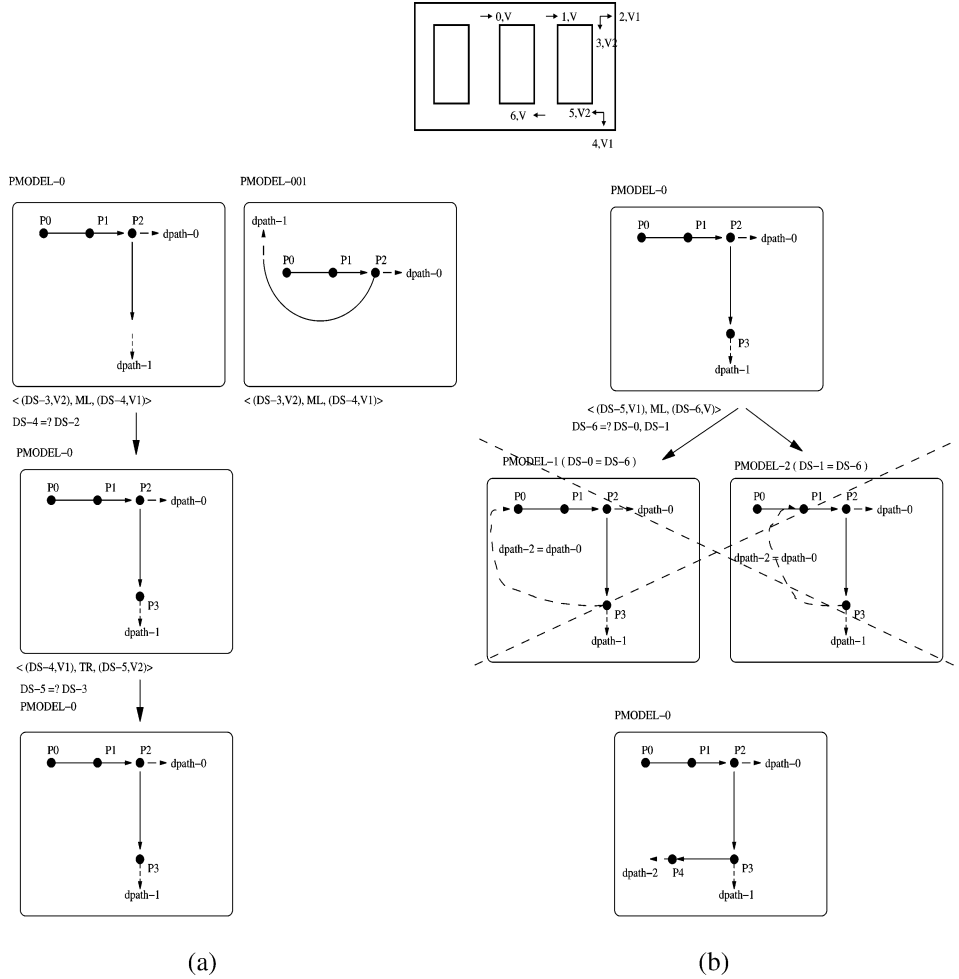 0,V
1,V
2,V1
3,V2
6,V
5,V2
4,V1
PMODEL-0
P0
P1
P2
dpath-0
dpath-1
< (DS-3,V2), ML, (DS-4,V1)>
DS-4 =? DS-2
PMODEL-001
dpath-1
P0
P1
P2
dpath-0
< (DS-3,V2), ML, (DS-4,V1)>
PMODEL-0
P0
P1
P2
dpath-0
P3
dpath-1
< (DS-4,V1), TR, (DS-5,V2)>
DS-5 =? DS-3
PMODEL-0
P0
P1
P2
dpath-0
P3
dpath-1
(a)
PMODEL-0
P0
P1
P2
dpath-0
P3
dpath-1
< (DS-5,V1), ML, (DS-6,V)>
DS-6 =? DS-0, DS-1
PMODEL-1 ( DS-0 = DS-6 )
P0
P1
P2
dpath-0
dpath-2 = dpath-0
P3
dpath-1
PMODEL-2 ( DS-1 = DS-6 )
P0
P1
P2
dpath-0
dpath-2 = dpath-0
P3
dpath-1
PMODEL-0
P0
P1
P2
dpath-0
dpath-2
P4
P3
dpath-1
(b)